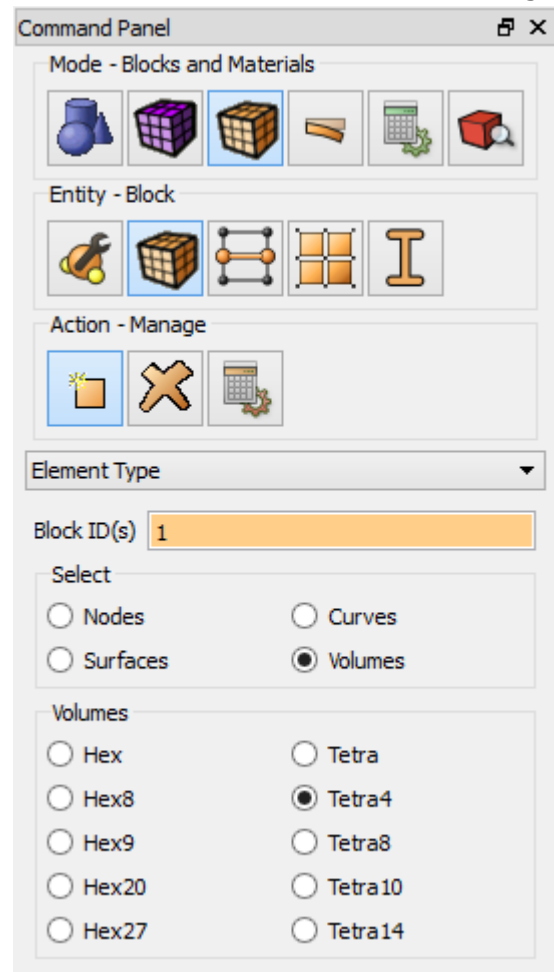 Command Panel
Mode - Blocks and Materials
Entity - Block
Action - Manage
Element Type
Block ID(s) 1
Select
Nodes Curves
Surfaces Volumes
Volumes
Hex Tetra
Hex8 Tetra4
Hex9 Tetra8
Hex20 Tetra10
Hex27 Tetra14